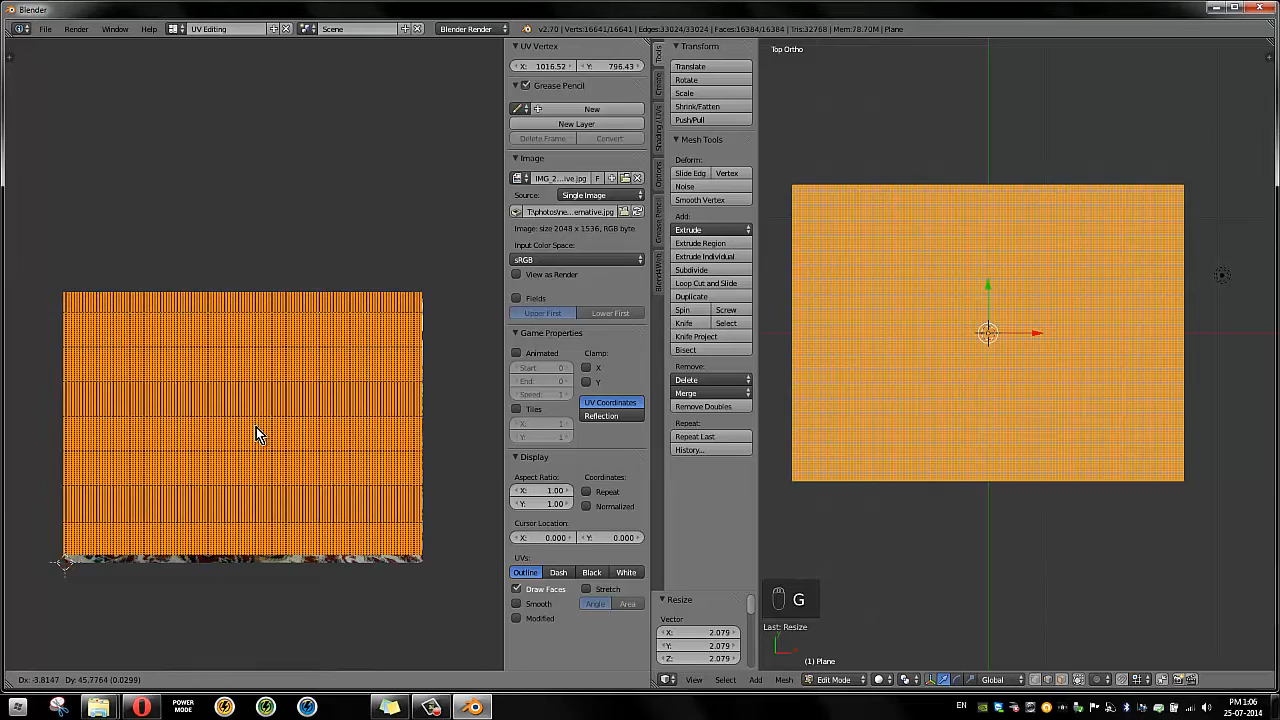 Blender
File Render Window Help UV Editing Scene Blender Render v2.70 | Verts:16641/16641 | Edges:33024/33024 | Faces:16384/16384 | Tris:32768 | Mem:78.70M | Plane
UV Vertex
X: 1016.52 Y: 796.43
Grease Pencil
New
New Layer
Delete Frame Convert
Image
IMG_2...ive.jpg F
Source: Single Image
T\photos\ne...emative.jpg
Image: size 2048 x 1536, RGB byte
Input Color Space:
sRGB
View as Render
Fields
Upper First Lower First
Game Properties
Animated Clamp:
Start: 0 X
End: 0 Y
Speed: 1
UV Coordinates
Tiles Reflection
X: 1
Y: 1
Display
Aspect Ratio: Coordinates:
X: 1.00 Repeat
Y: 1.00 Normalized
Cursor Location:
X: 0.000 Y: 0.000
UVs:
Outline Dash Black White
Draw Faces Stretch
Smooth Angle Area
Modified
Tools
Create
Shading / UVs
Options
Grease Pencil
Blend4Web
Transform
Translate
Rotate
Scale
Shrink/Fatten
Push/Pull
Mesh Tools
Deform:
Slide Edg Vertex
Noise
Smooth Vertex
Add:
Extrude
Extrude Region
Extrude Individual
Subdivide
Loop Cut and Slide
Duplicate
Spin Screw
Knife Select
Knife Project
Bisect
Remove:
Delete
Merge
Remove Doubles
Repeat:
Repeat Last
History...
Resize
Vector
X: 2.079
Y: 2.079
Z: 2.079
Top Ortho
G
Last: Resize
y
(1) Plane
Dx: -3.8147 Dy: 45.7764 (0.0299)
View Select Add Mesh Edit Mode Global
POWER
MODE
EN
PM 1:06
25-07-2014